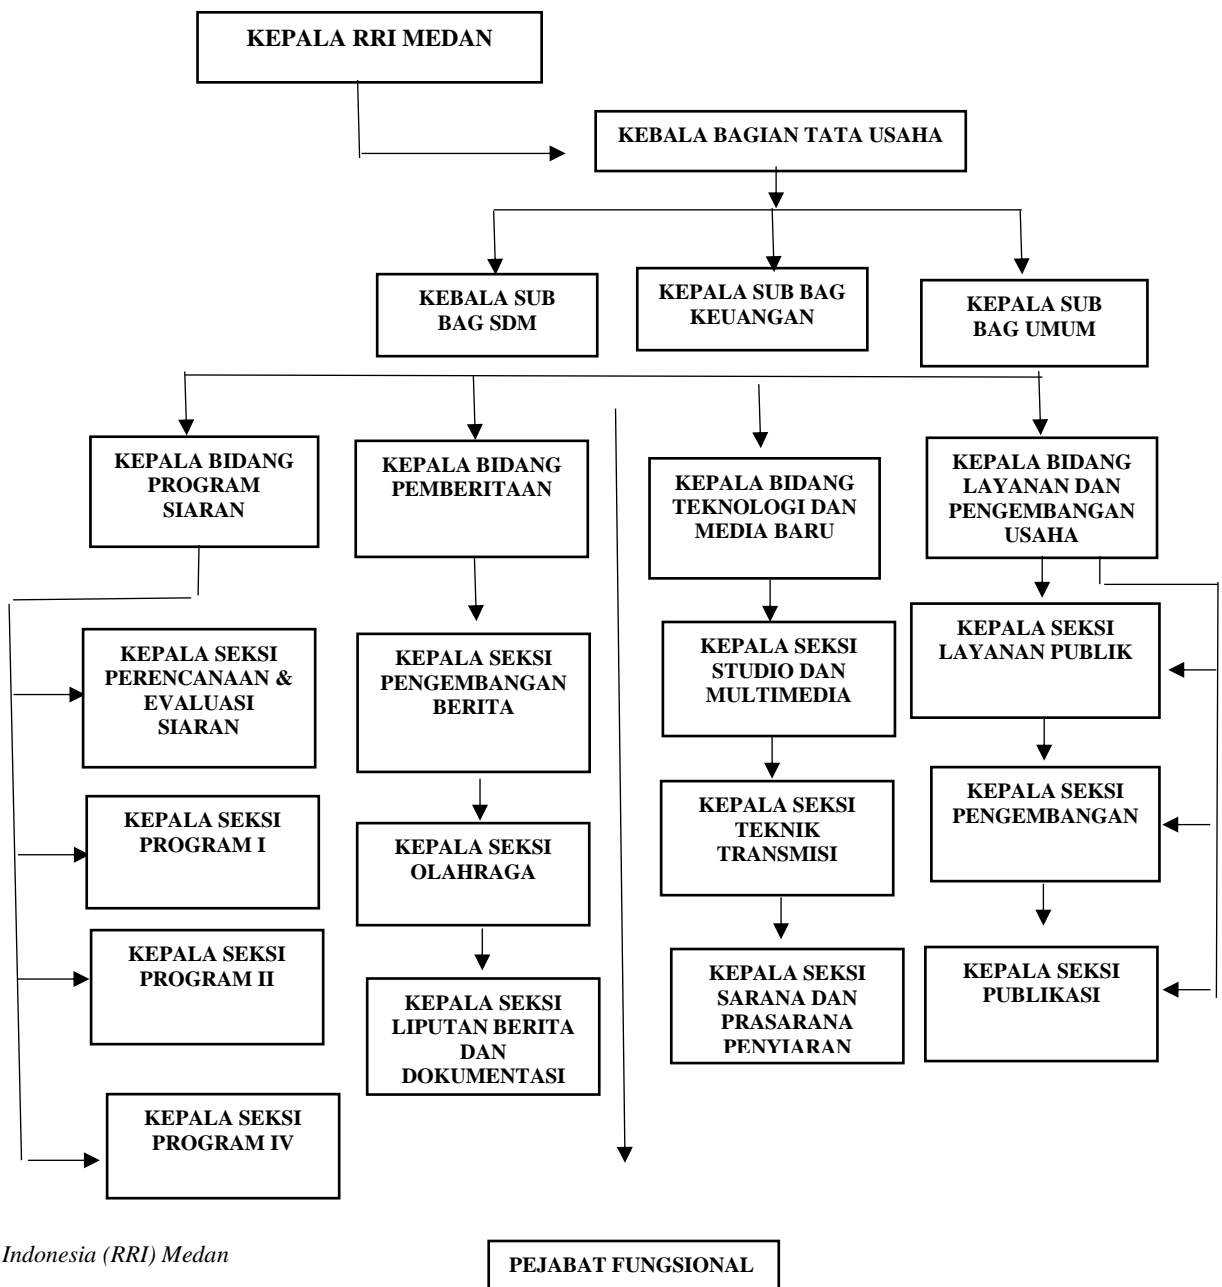 KEPALA RRI MEDAN
KEBALA BAGIAN TATA USAHA
KEBALA SUB
BAG SDM
KEPALA SUB BAG
KEUANGAN
KEPALA SUB
BAG UMUM
KEPALA BIDANG
PROGRAM
SIARAN
KEPALA BIDANG
PEMBERITAAN
KEPALA BIDANG
TEKNOLOGI DAN
MEDIA BARU
KEPALA BIDANG
LAYANAN DAN
PENGEMBANGAN
USAHA
KEPALA SEKSI
PERENCANAAN &
EVALUASI
SIARAN
KEPALA SEKSI
PENGEMBANGAN
BERITA
KEPALA SEKSI
STUDIO DAN
MULTIMEDIA
KEPALA SEKSI
LAYANAN PUBLIK
KEPALA SEKSI
PROGRAM I
KEPALA SEKSI
OLAHRAGA
KEPALA SEKSI
TEKNIK
TRANSMISI
KEPALA SEKSI
PENGEMBANGAN
KEPALA SEKSI
PROGRAM II
KEPALA SEKSI
LIPUTAN BERITA
DAN
DOKUMENTASI
KEPALA SEKSI
SARANA DAN
PRASARANA
PENYIARAN
KEPALA SEKSI
PUBLIKASI
KEPALA SEKSI
PROGRAM IV
Indonesia (RRI) Medan
PEJABAT FUNGSIONAL